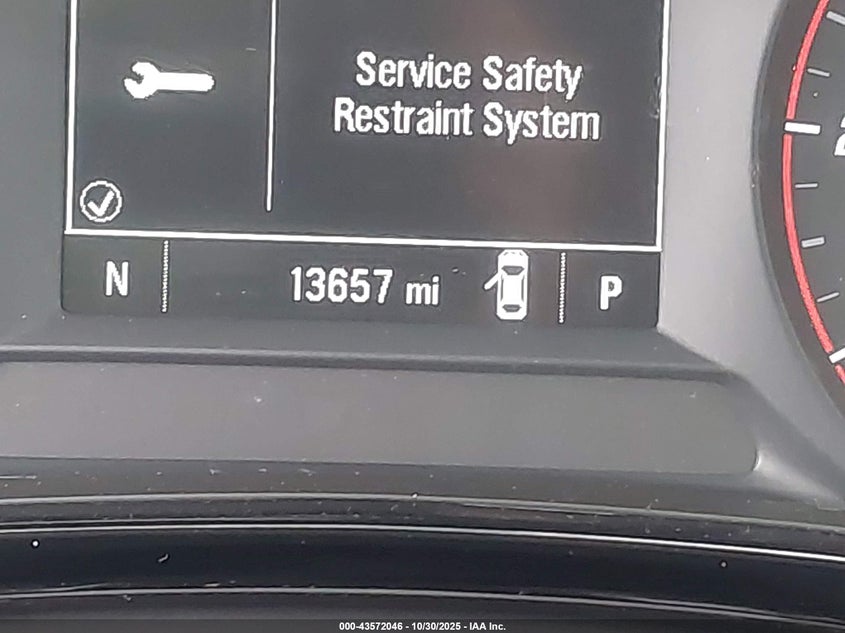 Service Safety
Restraint System
N 13657 mi P
000-43572046 - 10/30/2025 - IAA Inc.